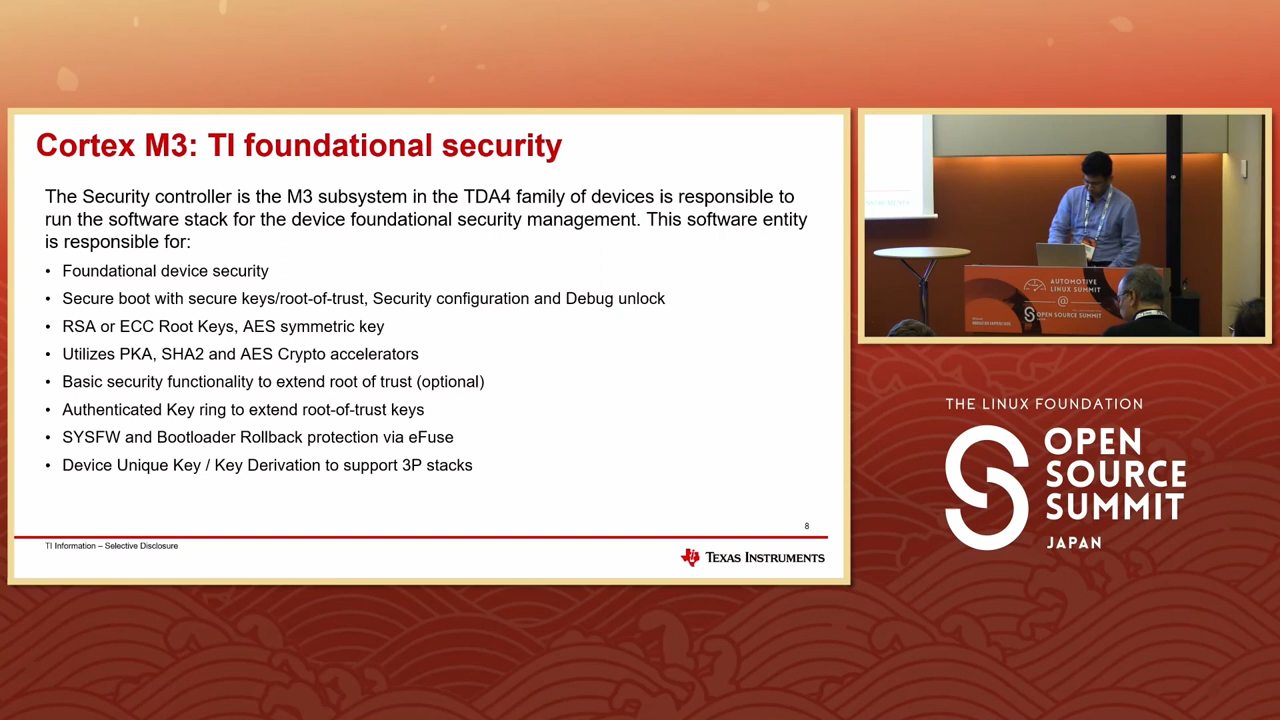 Cortex M3: TI foundational security
The Security controller is the M3 subsystem in the TDA4 family of devices is responsible to
run the software stack for the device foundational security management. This software entity
is responsible for:
• Foundational device security
• Secure boot with secure keys/root-of-trust, Security configuration and Debug unlock
• RSA or ECC Root Keys, AES symmetric key
• Utilizes PKA, SHA2 and AES Crypto accelerators
• Basic security functionality to extend root of trust (optional)
• Authenticated Key ring to extend root-of-trust keys
• SYSFW and Bootloader Rollback protection via eFuse
• Device Unique Key / Key Derivation to support 3P stacks
8
TI Information – Selective Disclosure
TEXAS INSTRUMENTS
AUTOMOTIVE
LINUX SUMMIT
@
OPEN SOURCE SUMMIT
THE LINUX FOUNDATION
OPEN
SOURCE
SUMMIT
JAPAN